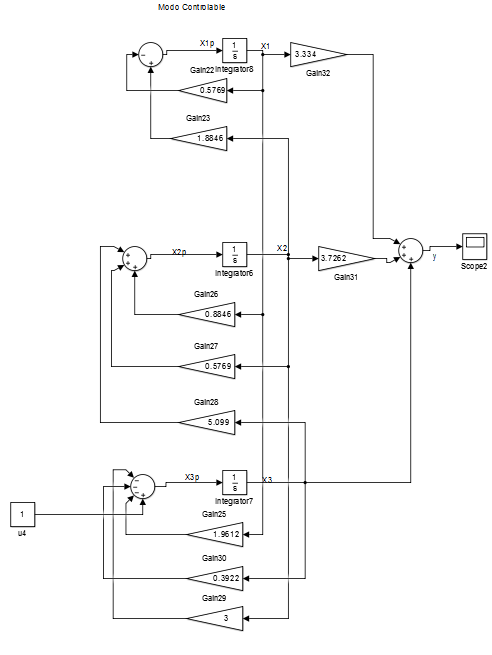 Modo Controlable
X1p
1
s
X1
3.334
Gain22
Integrator8
Gain32
0.5769
Gain23
1.8846
X2p
1
s
X2
3.7262
y
Scope2
Integrator6
Gain31
Gain26
0.8846
Gain27
0.5769
Gain28
5.099
X3p
1
s
X3
Integrator7
1
u4
Gain25
1.9612
Gain30
0.3922
Gain29
3